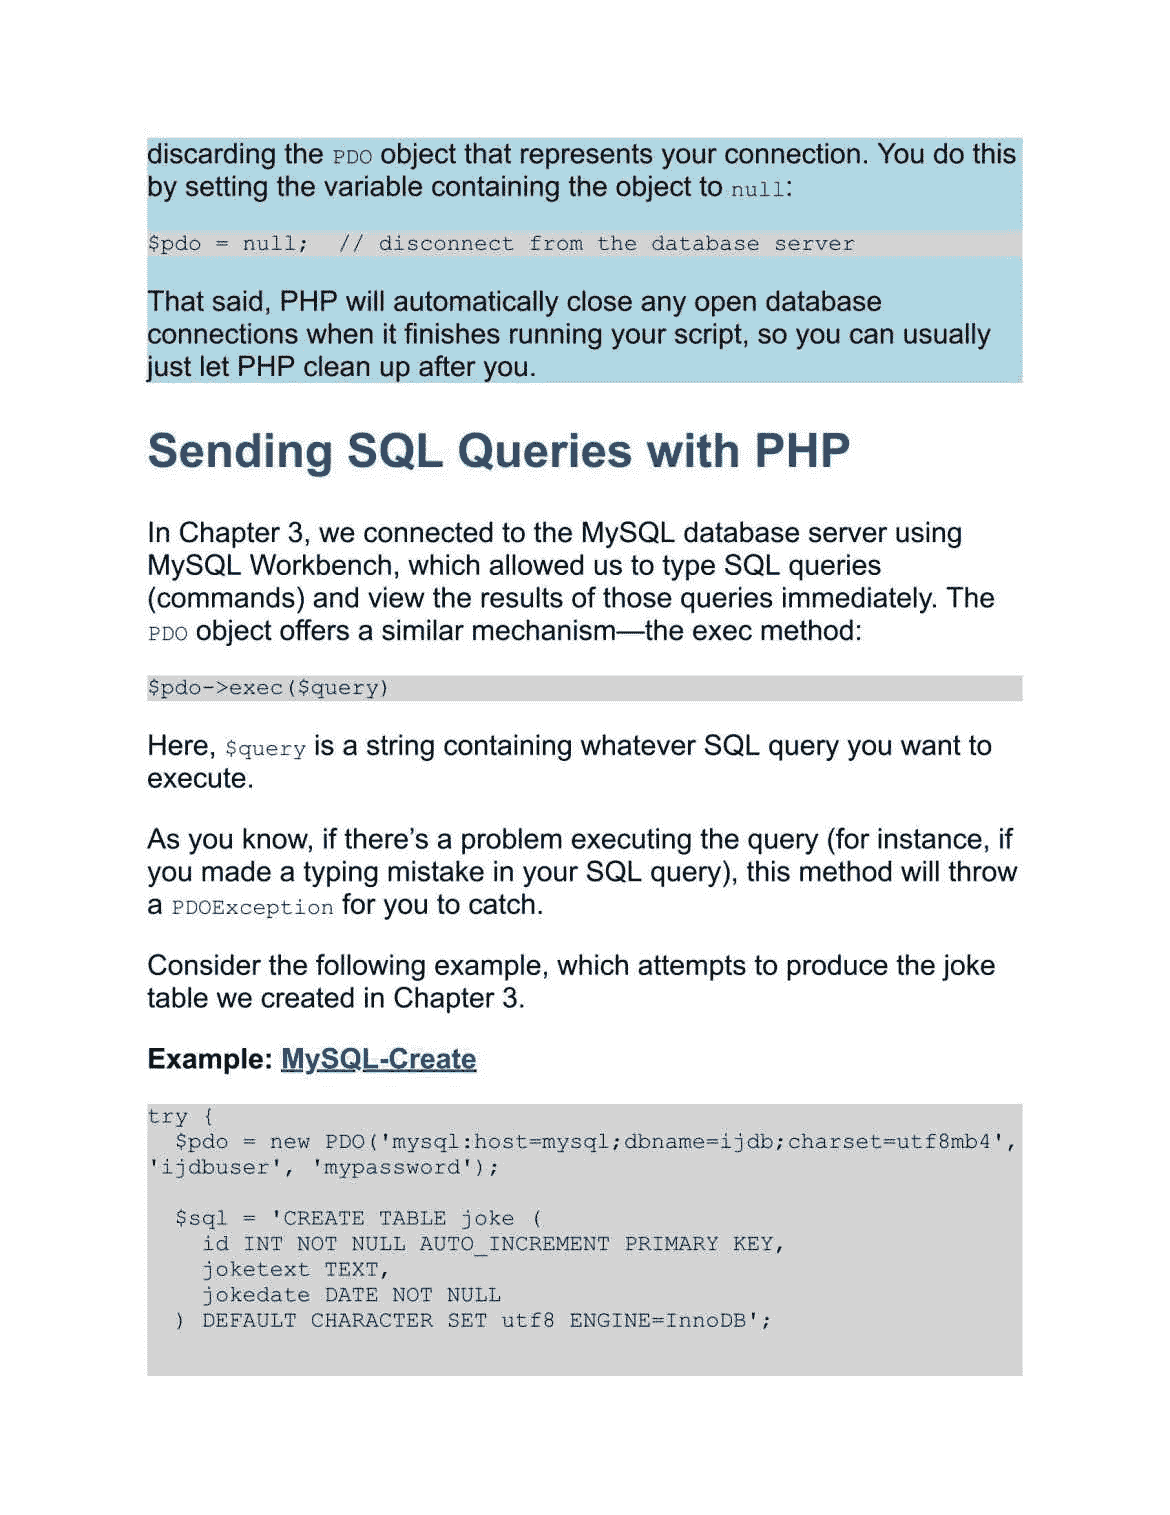 discarding the PDO object that represents your connection. You do this
by setting the variable containing the object to null:
$pdo = null;  // disconnect from the database server
That said, PHP will automatically close any open database
connections when it finishes running your script, so you can usually
just let PHP clean up after you.
Sending SQL Queries with PHP
In Chapter 3, we connected to the MySQL database server using
MySQL Workbench, which allowed us to type SQL queries
(commands) and view the results of those queries immediately. The
PDO object offers a similar mechanism—the exec method:
$pdo->exec($query)
Here, $query is a string containing whatever SQL query you want to
execute.
As you know, if there’s a problem executing the query (for instance, if
you made a typing mistake in your SQL query), this method will throw
a PDOException for you to catch.
Consider the following example, which attempts to produce the joke
table we created in Chapter 3.
Example: MySQL-Create
try {
  $pdo = new PDO('mysql:host=mysql;dbname=ijdb;charset=utf8mb4',
'ijdbuser', 'mypassword');
  $sql = 'CREATE TABLE joke (
    id INT NOT NULL AUTO_INCREMENT PRIMARY KEY,
    joketext TEXT,
    jokedate DATE NOT NULL
  ) DEFAULT CHARACTER SET utf8 ENGINE=InnoDB';